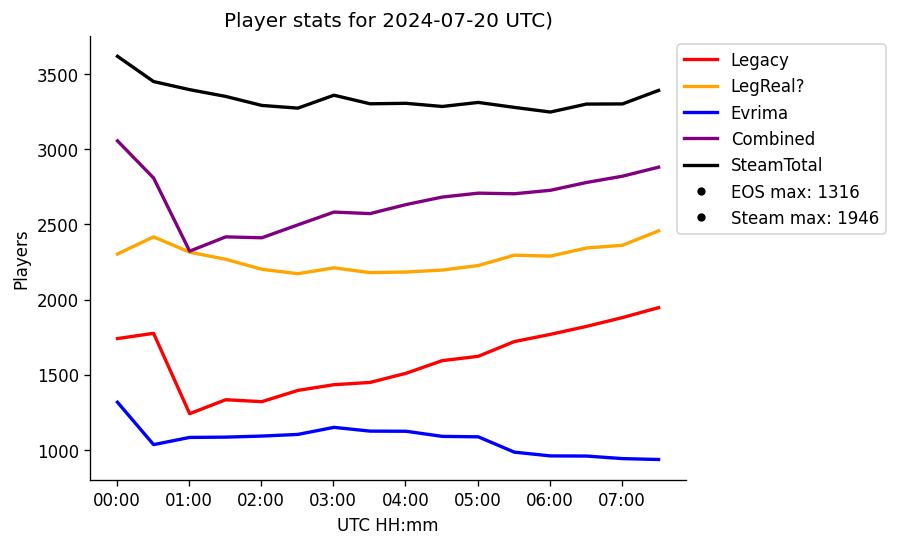 Player stats for 2024-07-20 UTC)
Legacy
LegReal?
Evrima
Combined
SteamTotal
EOS max: 1316
Steam max: 1946
Players
3500
3000
2500
2000
1500
1000
00:00 01:00 02:00 03:00 04:00 05:00 06:00 07:00
UTC HH:mm